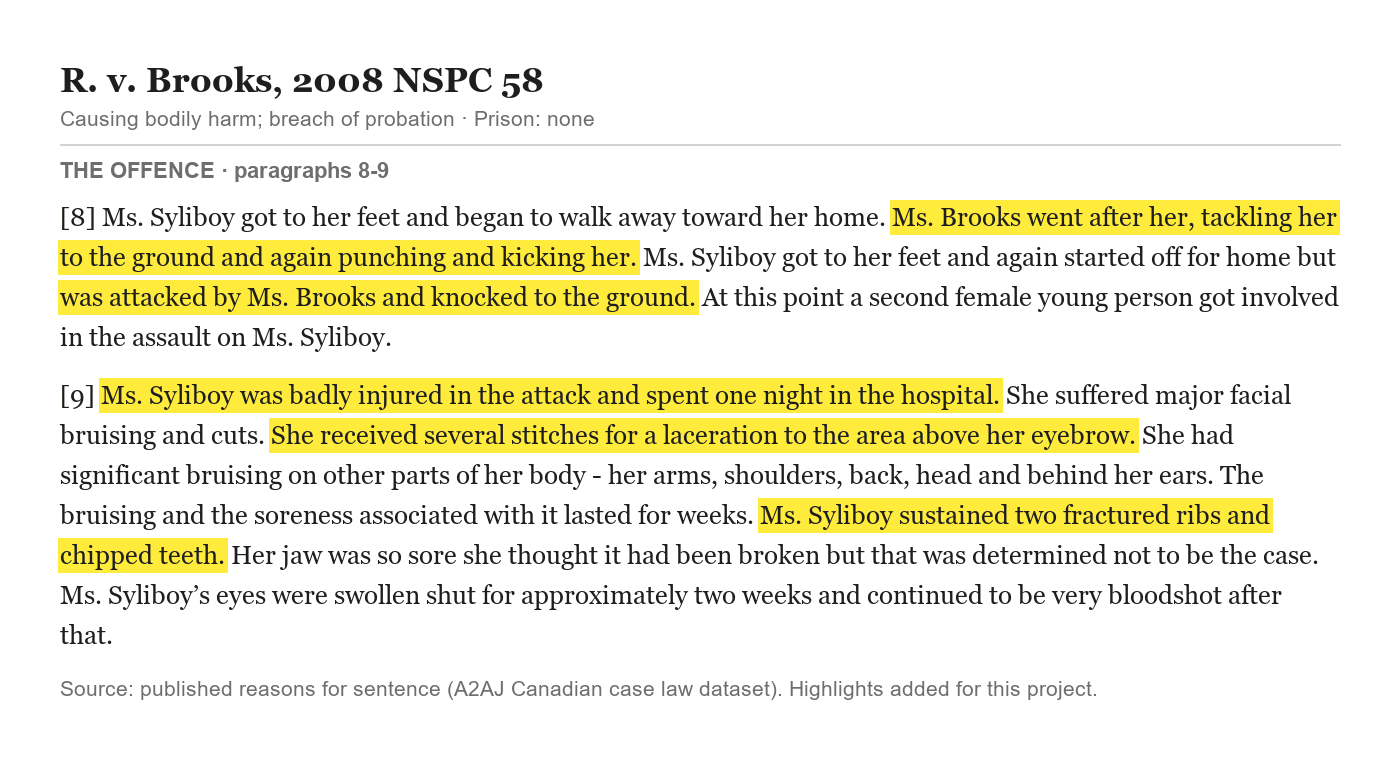 R. v. Brooks, 2008 NSPC 58
Causing bodily harm; breach of probation · Prison: none
THE OFFENCE · paragraphs 8-9
[8] Ms. Syliboy got to her feet and began to walk away toward her home. Ms. Brooks went after her, tackling her
to the ground and again punching and kicking her. Ms. Syliboy got to her feet and again started off for home but
was attacked by Ms. Brooks and knocked to the ground. At this point a second female young person got involved
in the assault on Ms. Syliboy.
[9] Ms. Syliboy was badly injured in the attack and spent one night in the hospital. She suffered major facial
bruising and cuts. She received several stitches for a laceration to the area above her eyebrow. She had
significant bruising on other parts of her body - her arms, shoulders, back, head and behind her ears. The
bruising and the soreness associated with it lasted for weeks. Ms. Syliboy sustained two fractured ribs and
chipped teeth. Her jaw was so sore she thought it had been broken but that was determined not to be the case.
Ms. Syliboy’s eyes were swollen shut for approximately two weeks and continued to be very bloodshot after
that.
Source: published reasons for sentence (A2AJ Canadian case law dataset). Highlights added for this project.